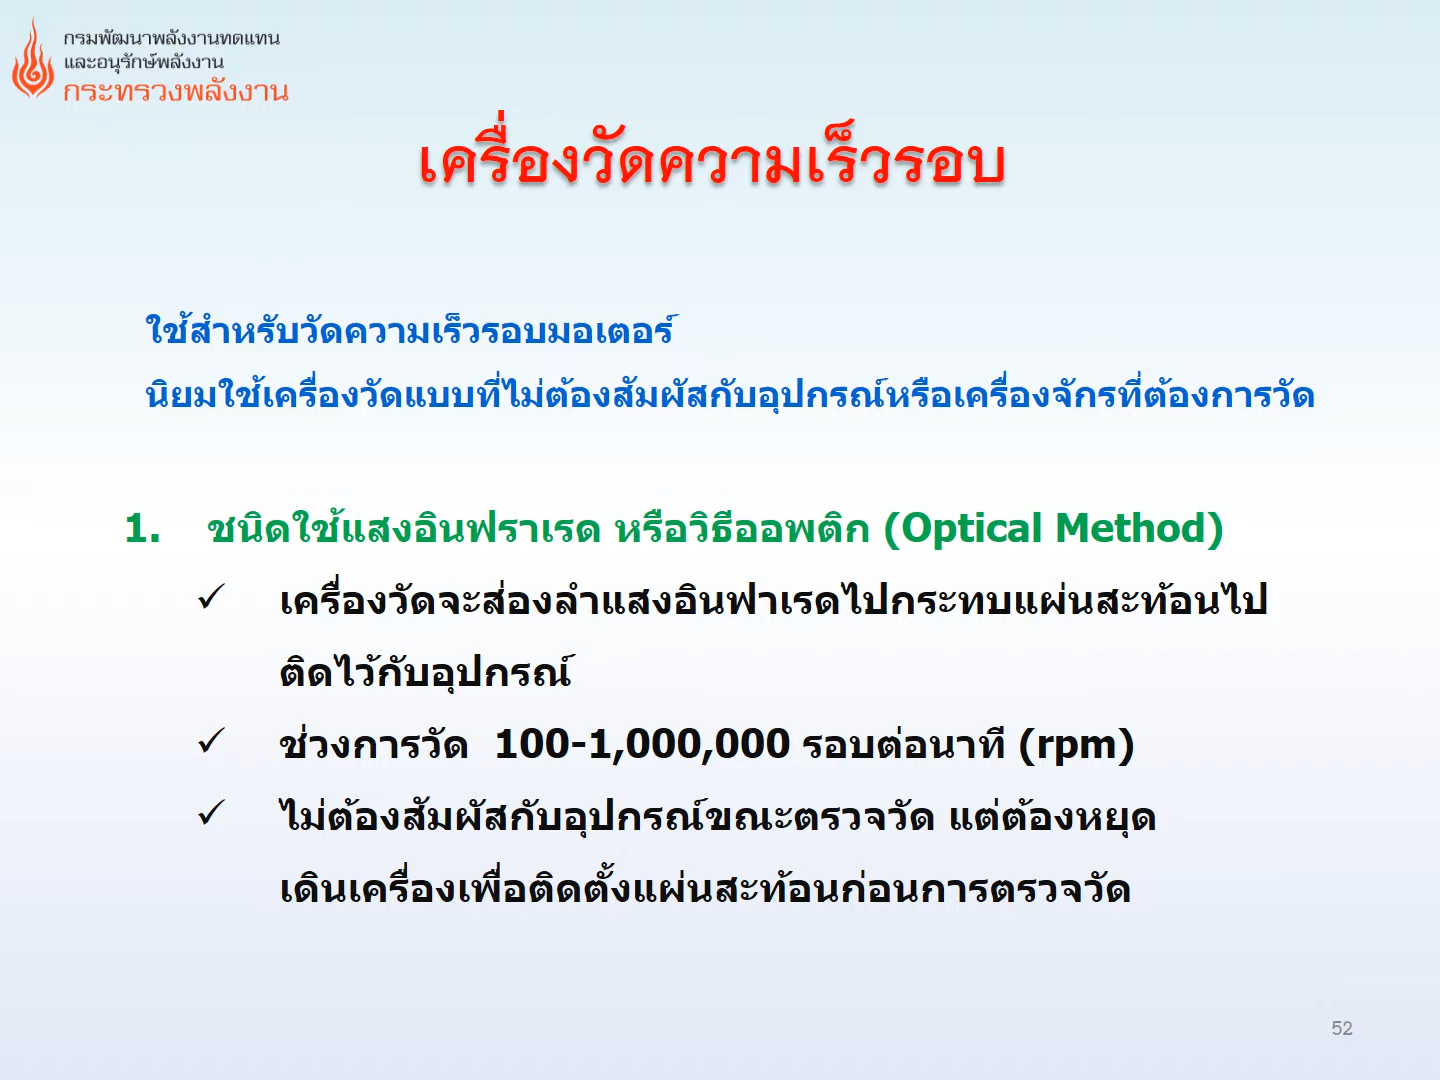 กรมพัฒนาพลังงานทดแทน
และอนุรักษ์พลังงาน
กระทรวงพลังงาน
เครื่องวัดความเร็วรอบ
ใช้สำหรับวัดความเร็วรอบมอเตอร์
นิยมใช้เครื่องวัดแบบที่ไม่ต้องสัมผัสกับอุปกรณ์หรือเครื่องจักรที่ต้องการวัด
1. ชนิดใช้แสงอินฟราเรด หรือวิธีออพติก (Optical Method)
✓ เครื่องวัดจะส่องลำแสงอินฟาเรดไปกระทบแผ่นสะท้อนไป
ติดไว้กับอุปกรณ์
✓ ช่วงการวัด 100-1,000,000 รอบต่อนาที (rpm)
✓ ไม่ต้องสัมผัสกับอุปกรณ์ขณะตรวจวัด แต่ต้องหยุด
เดินเครื่องเพื่อติดตั้งแผ่นสะท้อนก่อนการตรวจวัด
52